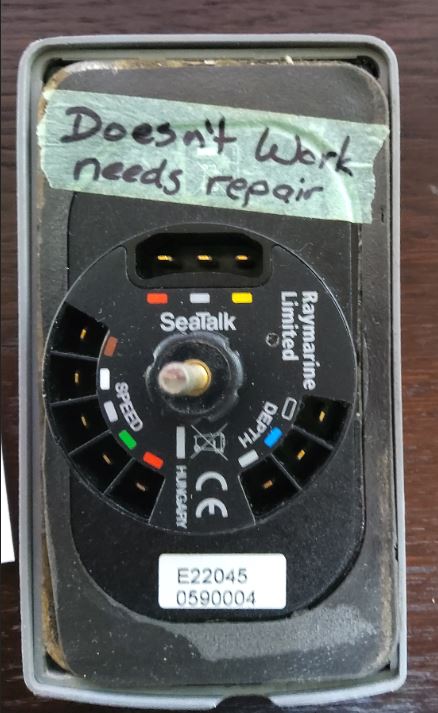 Doesn't Work
needs repair
SeaTalk
Raymarine
Limited
SPEED
DEPTH
HUNGARY
CE
E22045
0590004